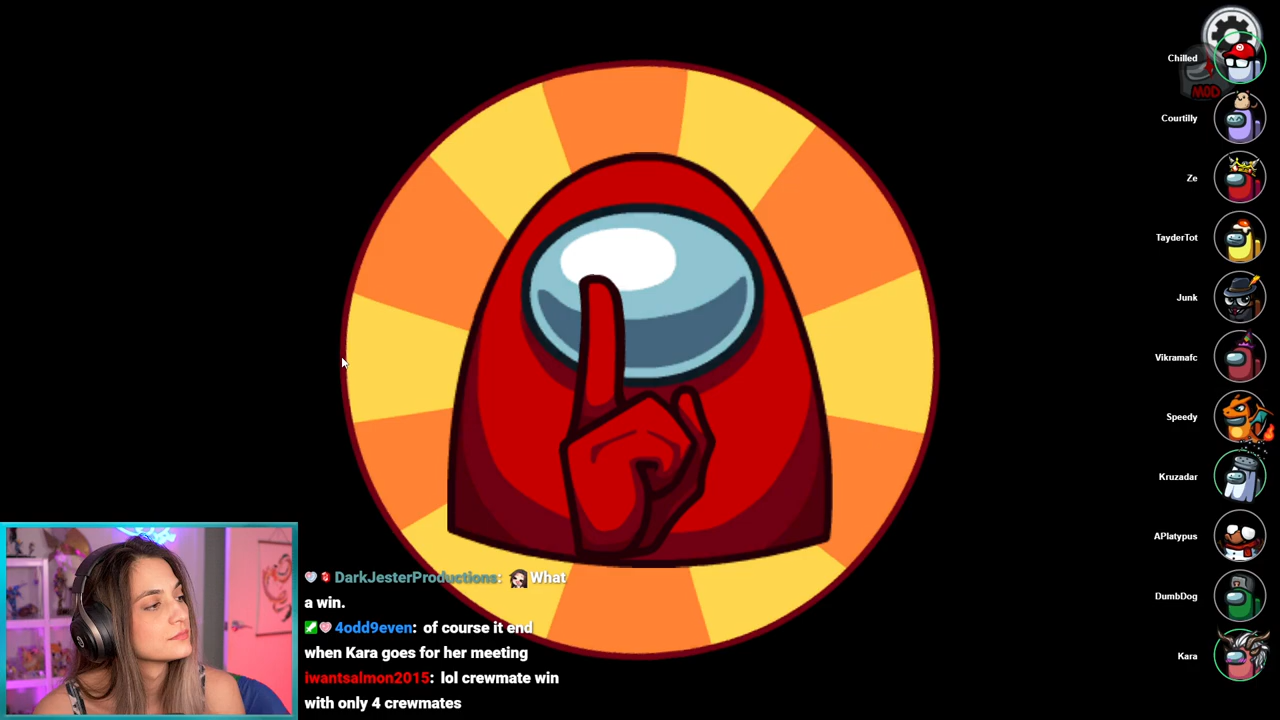 Chilled
MOD
Courtilly
Ze
TayderTot
Junk
Vikramafc
Speedy
Kruzadar
APlatypus
DumbDog
Kara
DarkJesterProductions: What
a win.
4odd9even: of course it end
when Kara goes for her meeting
iwantsalmon2015: lol crewmate win
with only 4 crewmates